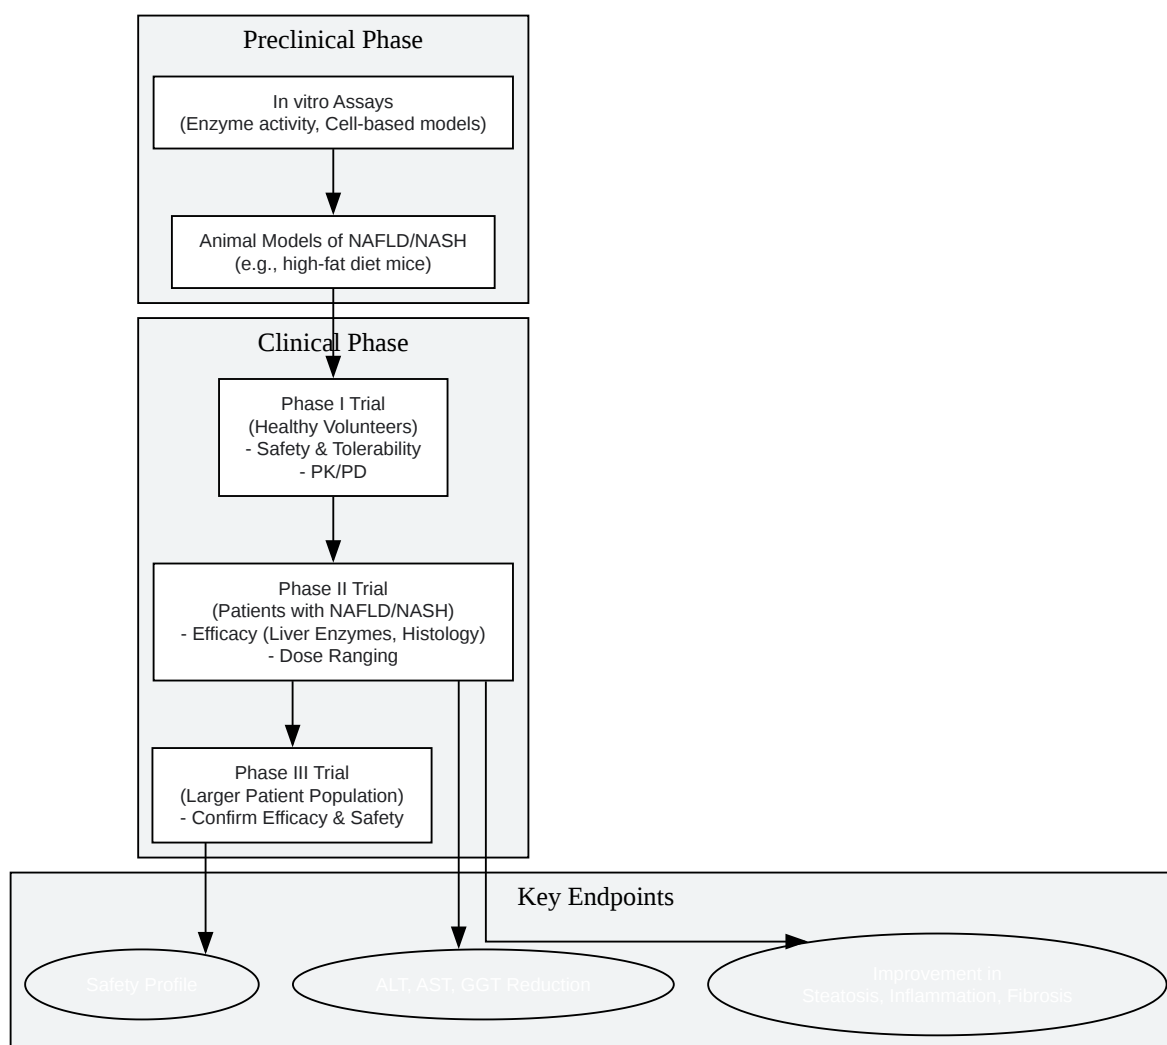 Preclinical Phase
In vitro Assays
(Enzyme activity, Cell-based models)
Animal Models of NAFLD/NASH
(e.g., high-fat diet mice)
Clinical Phase
Phase I Trial
(Healthy Volunteers)
- Safety & Tolerability
- PK/PD
Phase II Trial
(Patients with NAFLD/NASH)
- Efficacy (Liver Enzymes, Histology)
- Dose Ranging
Phase III Trial
(Larger Patient Population)
- Confirm Efficacy & Safety
Key Endpoints
Safety Profile
ALT, AST, GGT Reduction
Improvement in
Steatosis, Inflammation, Fibrosis